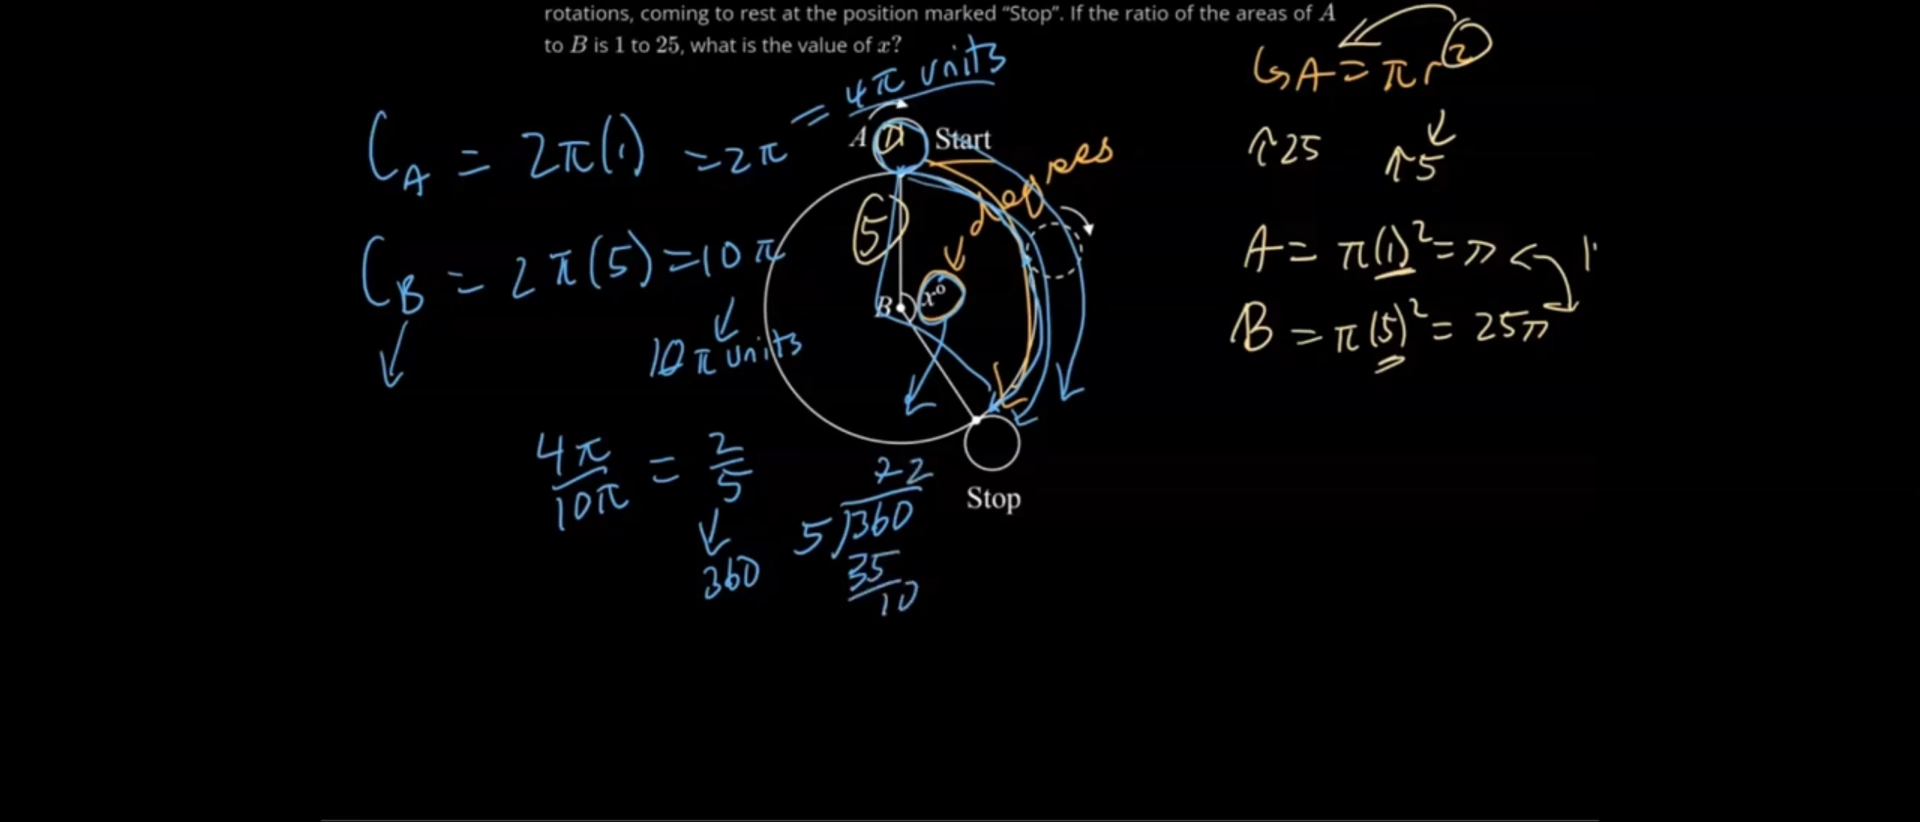 rotations, coming to rest at the position marked “Stop”. If the ratio of the areas of A
to B is 1 to 25, what is the value of x?
C_A = 2π(1) = 2π = 4π units
C_B = 2π(5) = 10π
10π units
4π/10π = 2/5
360
72
5)360
35
10
A
1
Start
degrees
5
B
x°
Stop
A = πr²
↑25 ↑5
A = π(1)² = π
B = π(5)² = 25π